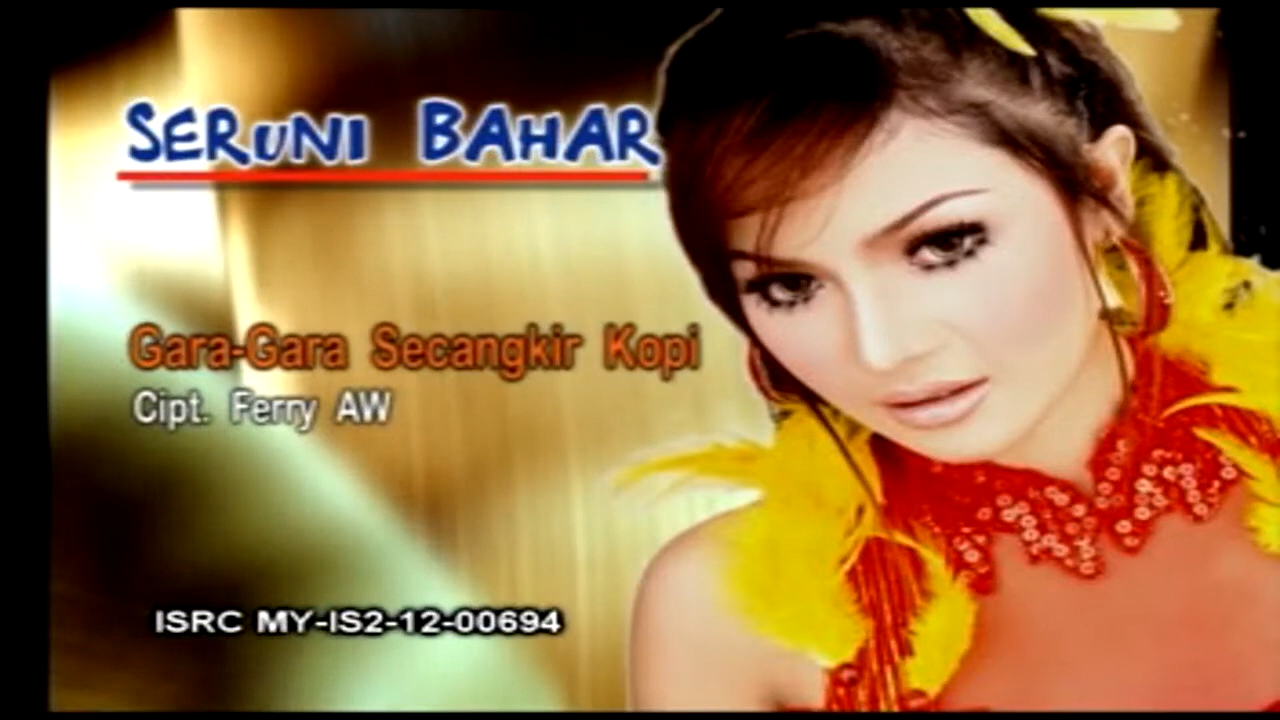 SERUNI BAHAR
Gara-Gara Secangkir Kopi
Cipt. Ferry AW
ISRC MY-IS2-12-00694